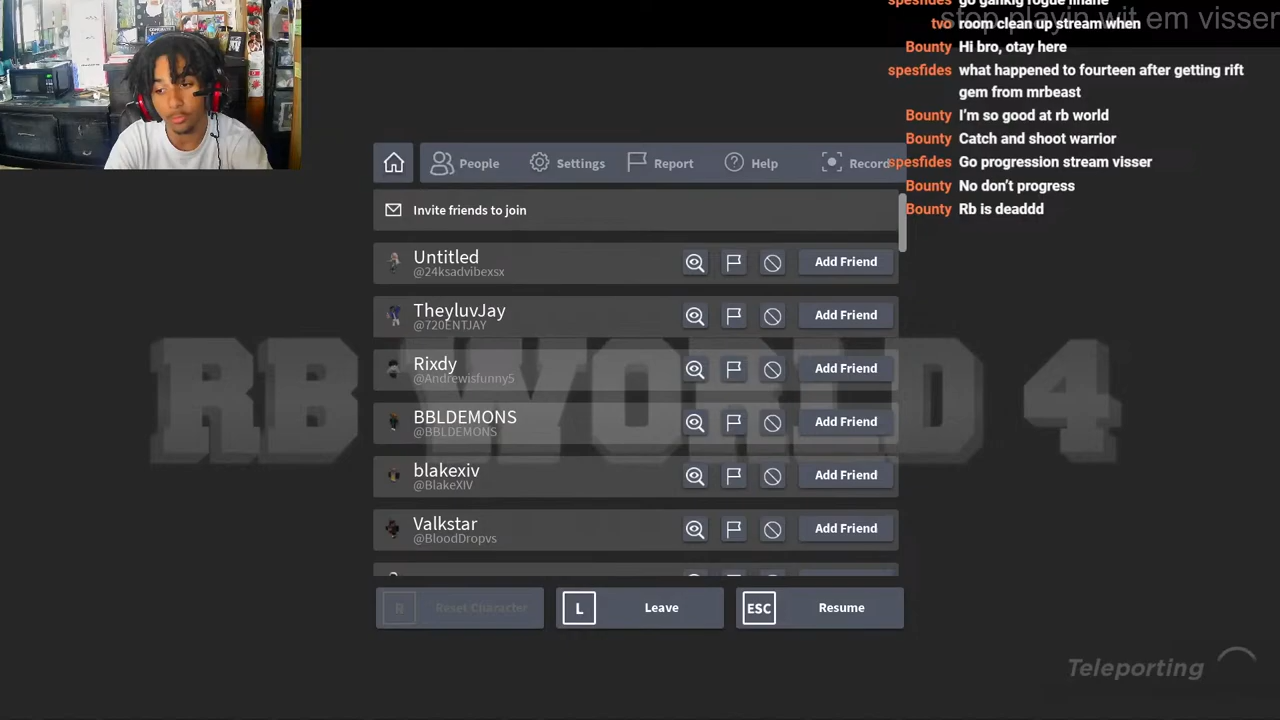 spesfides go gankig rogue linane
stop playin wit em visser
tvo room clean up stream when
Bounty Hi bro, otay here
spesfides what happened to fourteen after getting rift
gem from mrbeast
Bounty I'm so good at rb world
Bounty Catch and shoot warrior
spesfides Go progression stream visser
Bounty No don't progress
Bounty Rb is deaddd
People Settings Report Help Record
Invite friends to join
Untitled
@24ksadvibexsx
Add Friend
TheyluvJay
@720ENTJAY
Add Friend
Rixdy
@Andrewisfunny5
Add Friend
BBLDEMONS
@BBLDEMONS
Add Friend
blakexiv
@BlakeXIV
Add Friend
Valkstar
@BloodDropvs
Add Friend
RB WORLD 4
R Reset Character
L Leave
ESC Resume
Teleporting